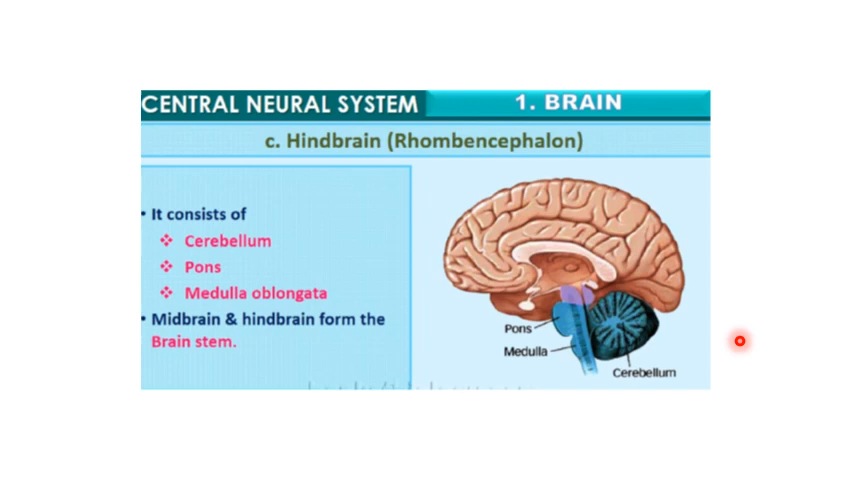 CENTRAL NEURAL SYSTEM
1. BRAIN
c. Hindbrain (Rhombencephalon)
• It consists of
❖ Cerebellum
❖ Pons
❖ Medulla oblongata
• Midbrain & hindbrain form the
Brain stem.
Pons
Medulla
Cerebellum